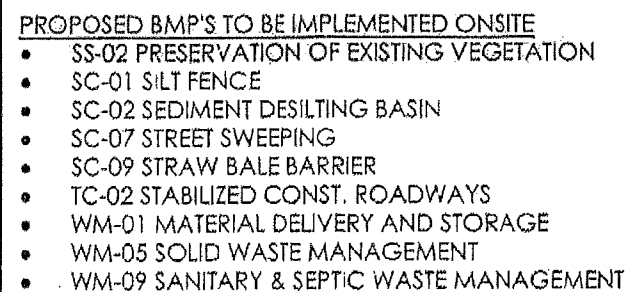 PROPOSED BMP'S TO BE IMPLEMENTED ONSITE
• SS-02 PRESERVATION OF EXISTING VEGETATION
• SC-01 SILT FENCE
• SC-02 SEDIMENT DESILTING BASIN
• SC-07 STREET SWEEPING
• SC-09 STRAW BALE BARRIER
• TC-02 STABILIZED CONST. ROADWAYS
• WM-01 MATERIAL DELIVERY AND STORAGE
• WM-05 SOLID WASTE MANAGEMENT
• WM-09 SANITARY & SEPTIC WASTE MANAGEMENT